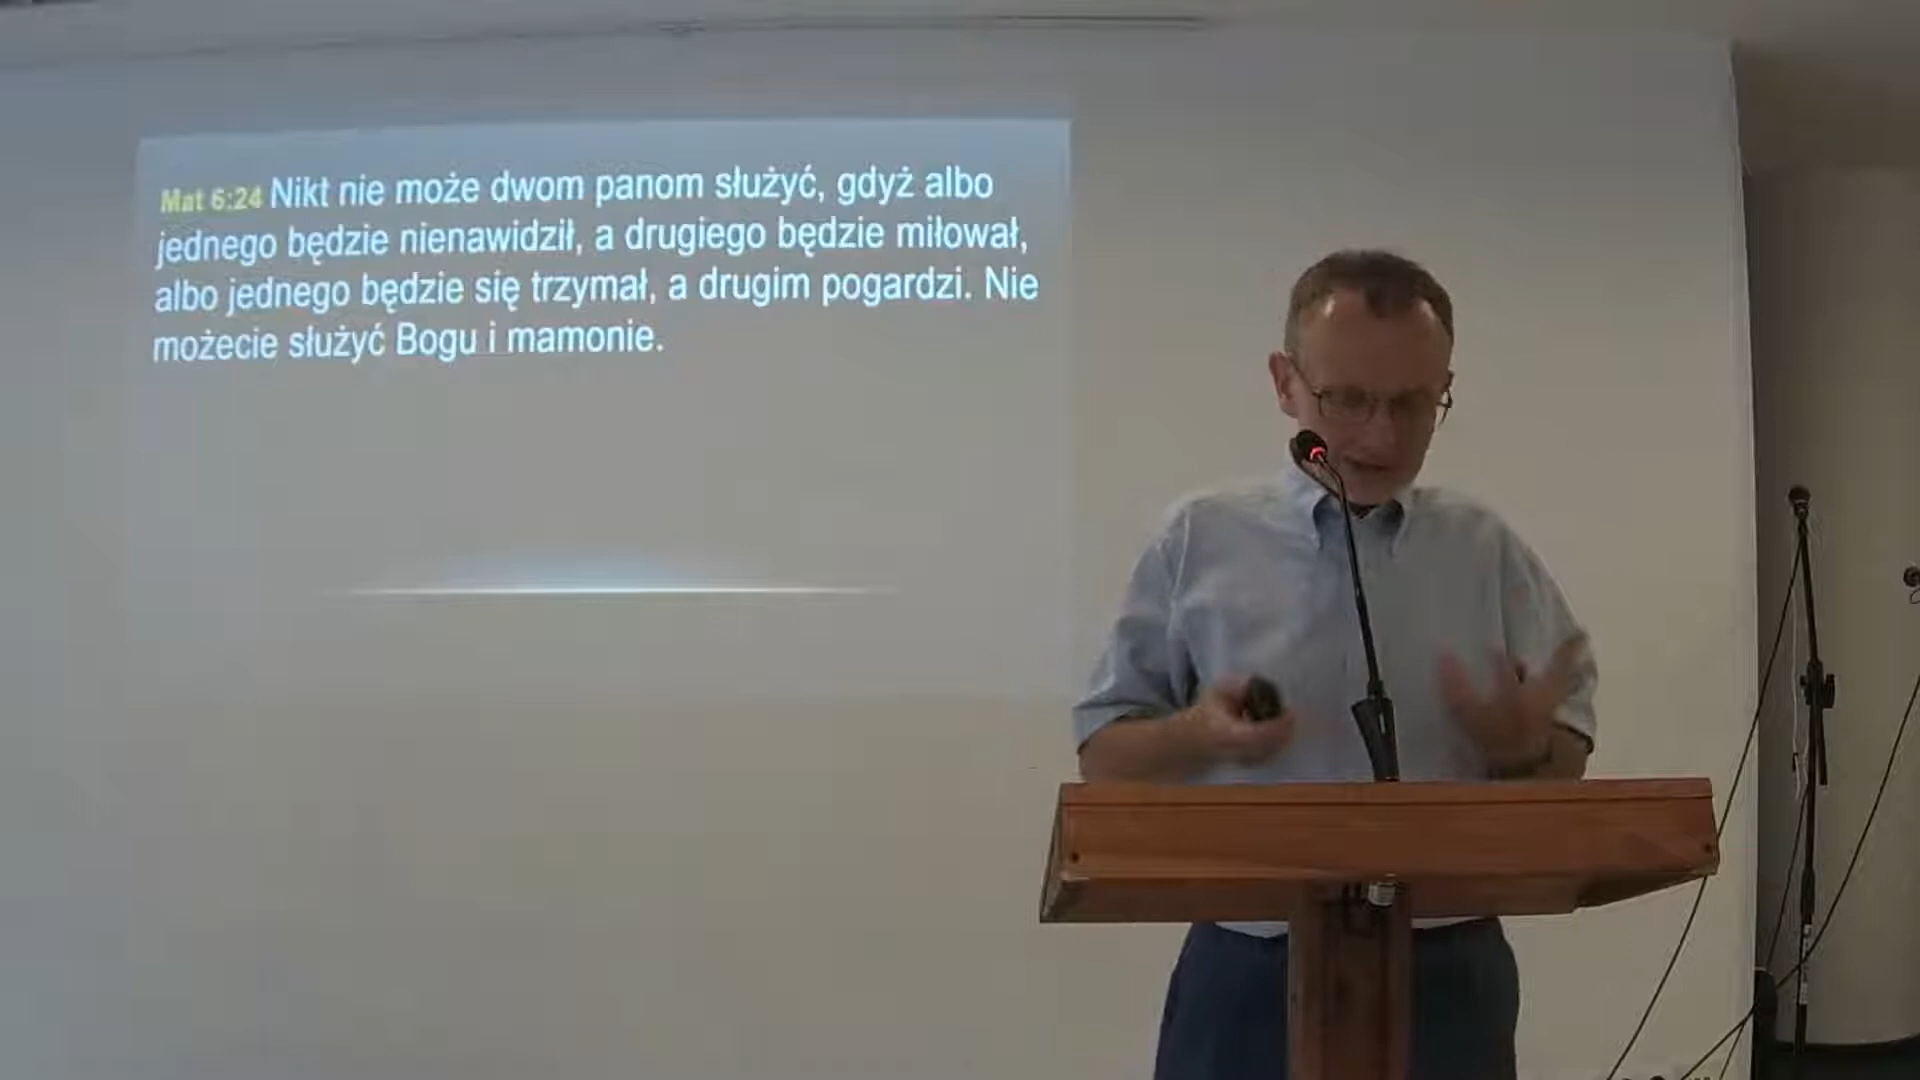 Mat 6:24 Nikt nie może dwom panom służyć, gdyż albo
jednego będzie nienawidził, a drugiego będzie miłował,
albo jednego będzie się trzymał, a drugim pogardzi. Nie
możecie służyć Bogu i mamonie.